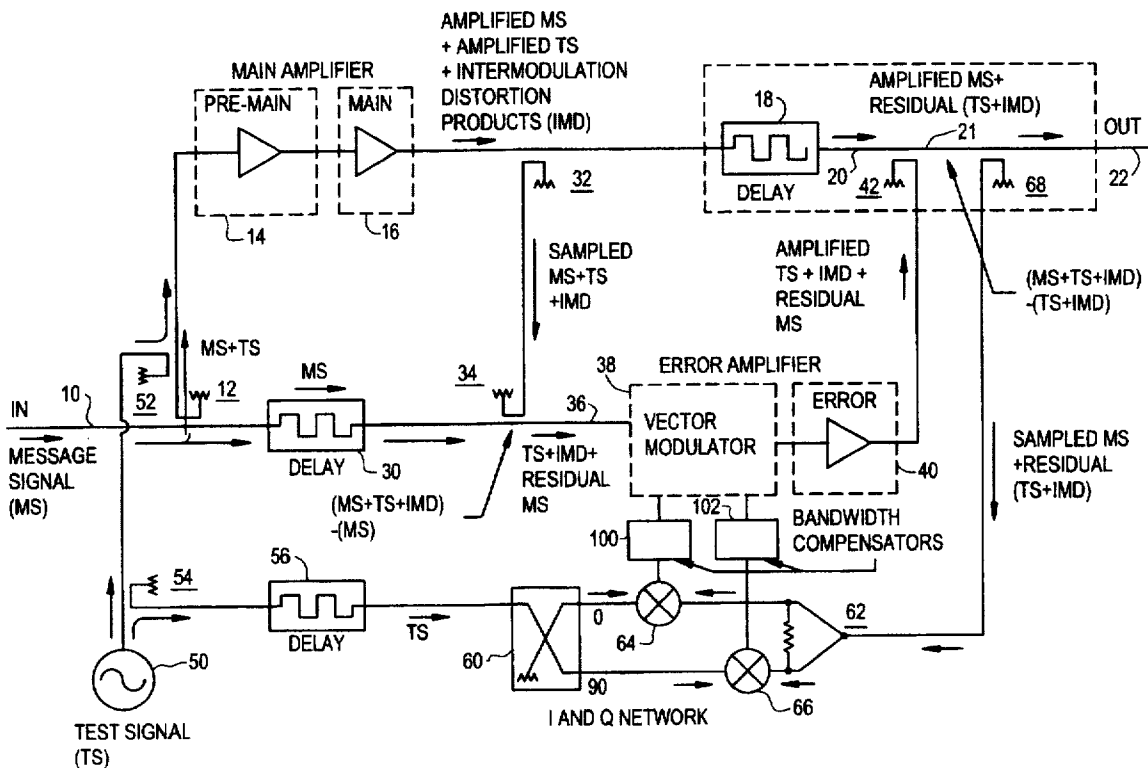 AMPLIFIED MS
+ AMPLIFIED TS
+ INTERMODULATION
DISTORTION
PRODUCTS (IMD)
MAIN AMPLIFIER
PRE-MAIN
MAIN
14
16
32
AMPLIFIED MS+
RESIDUAL (TS+IMD)
18
DELAY
20
21
42
68
OUT
22
SAMPLED
MS+TS
+IMD
AMPLIFIED
TS + IMD +
RESIDUAL
MS
(MS+TS+IMD)
-(TS+IMD)
MS+TS
IN
10
52
12
MS
34
36
38
ERROR AMPLIFIER
VECTOR
MODULATOR
ERROR
40
MESSAGE
SIGNAL
(MS)
DELAY
30
(MS+TS+IMD)
-(MS)
TS+IMD+
RESIDUAL
MS
SAMPLED MS
+RESIDUAL
(TS+IMD)
100
102
BANDWIDTH
COMPENSATORS
54
56
DELAY
TS
60
0
90
64
66
62
I AND Q NETWORK
50
TEST SIGNAL
(TS)